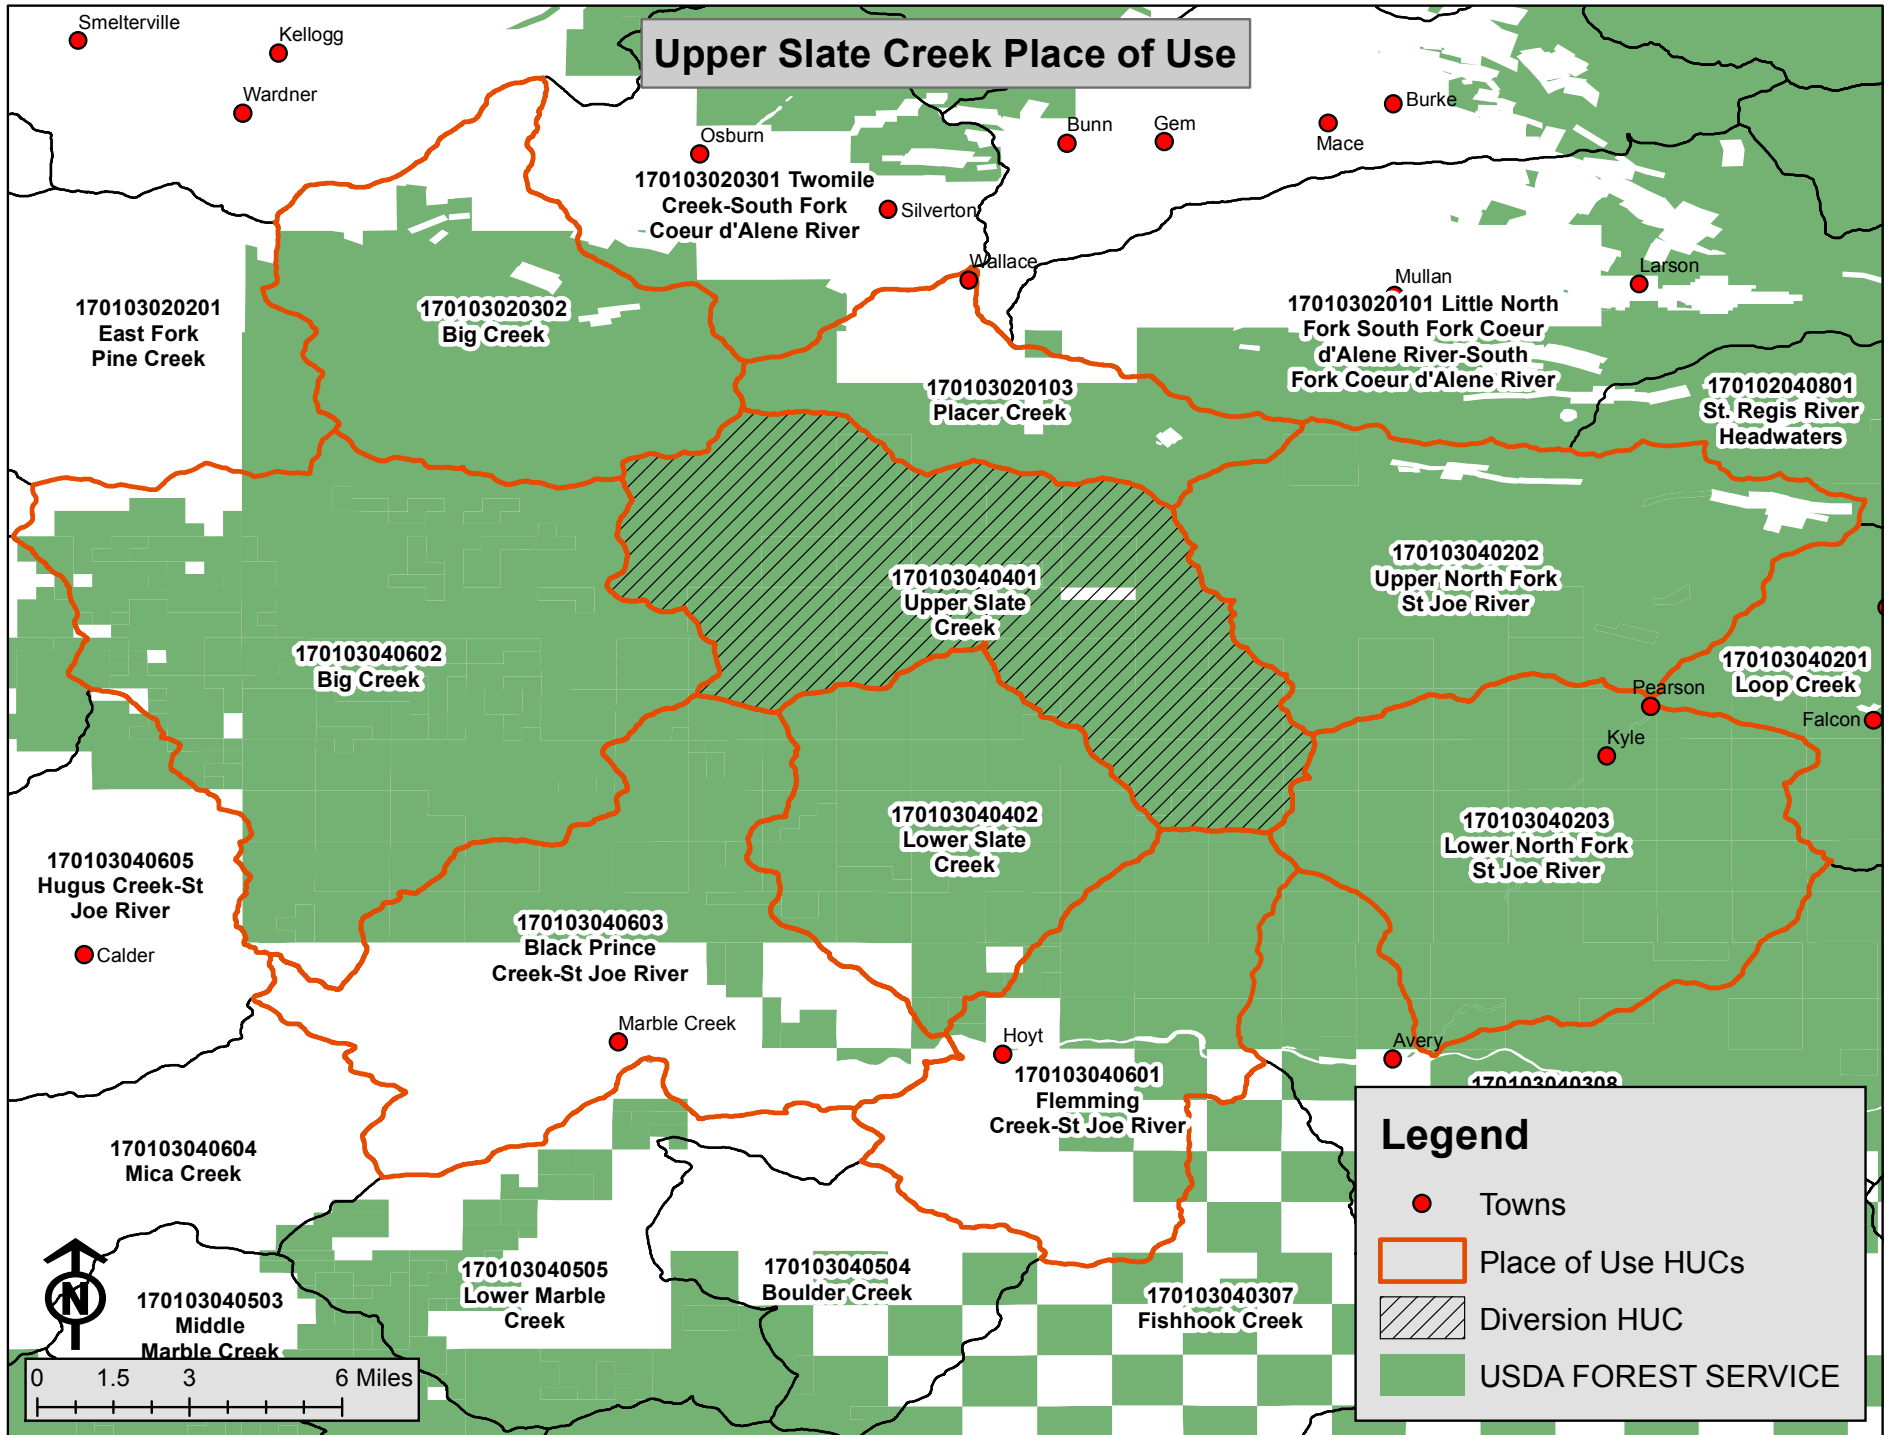 Upper Slate Creek Place of Use
Smelterville
Kellogg
Wardner
Osburn
Bunn
Gem
Burke
Mace
170103020301 Twomile
Creek-South Fork
Coeur d'Alene River
Silverton
Wallace
Mullan
Larson
170103020201
East Fork
Pine Creek
170103020302
Big Creek
170103020101 Little North
Fork South Fork Coeur
d'Alene River-South
Fork Coeur d'Alene River
170103020103
Placer Creek
170102040801
St. Regis River
Headwaters
170103040401
Upper Slate
Creek
170103040202
Upper North Fork
St Joe River
170103040602
Big Creek
170103040201
Loop Creek
Pearson
Falcon
Kyle
170103040402
Lower Slate
Creek
170103040203
Lower North Fork
St Joe River
170103040605
Hugus Creek-St
Joe River
Calder
170103040603
Black Prince
Creek-St Joe River
Marble Creek
Hoyt
Avery
170103040601
Flemming
Creek-St Joe River
170103040308
170103040604
Mica Creek
170103040505
Lower Marble
Creek
170103040504
Boulder Creek
170103040307
Fishhook Creek
170103040503
Middle
Marble Creek
N
0 1.5 3 6 Miles
Legend
Towns
Place of Use HUCs
Diversion HUC
USDA FOREST SERVICE